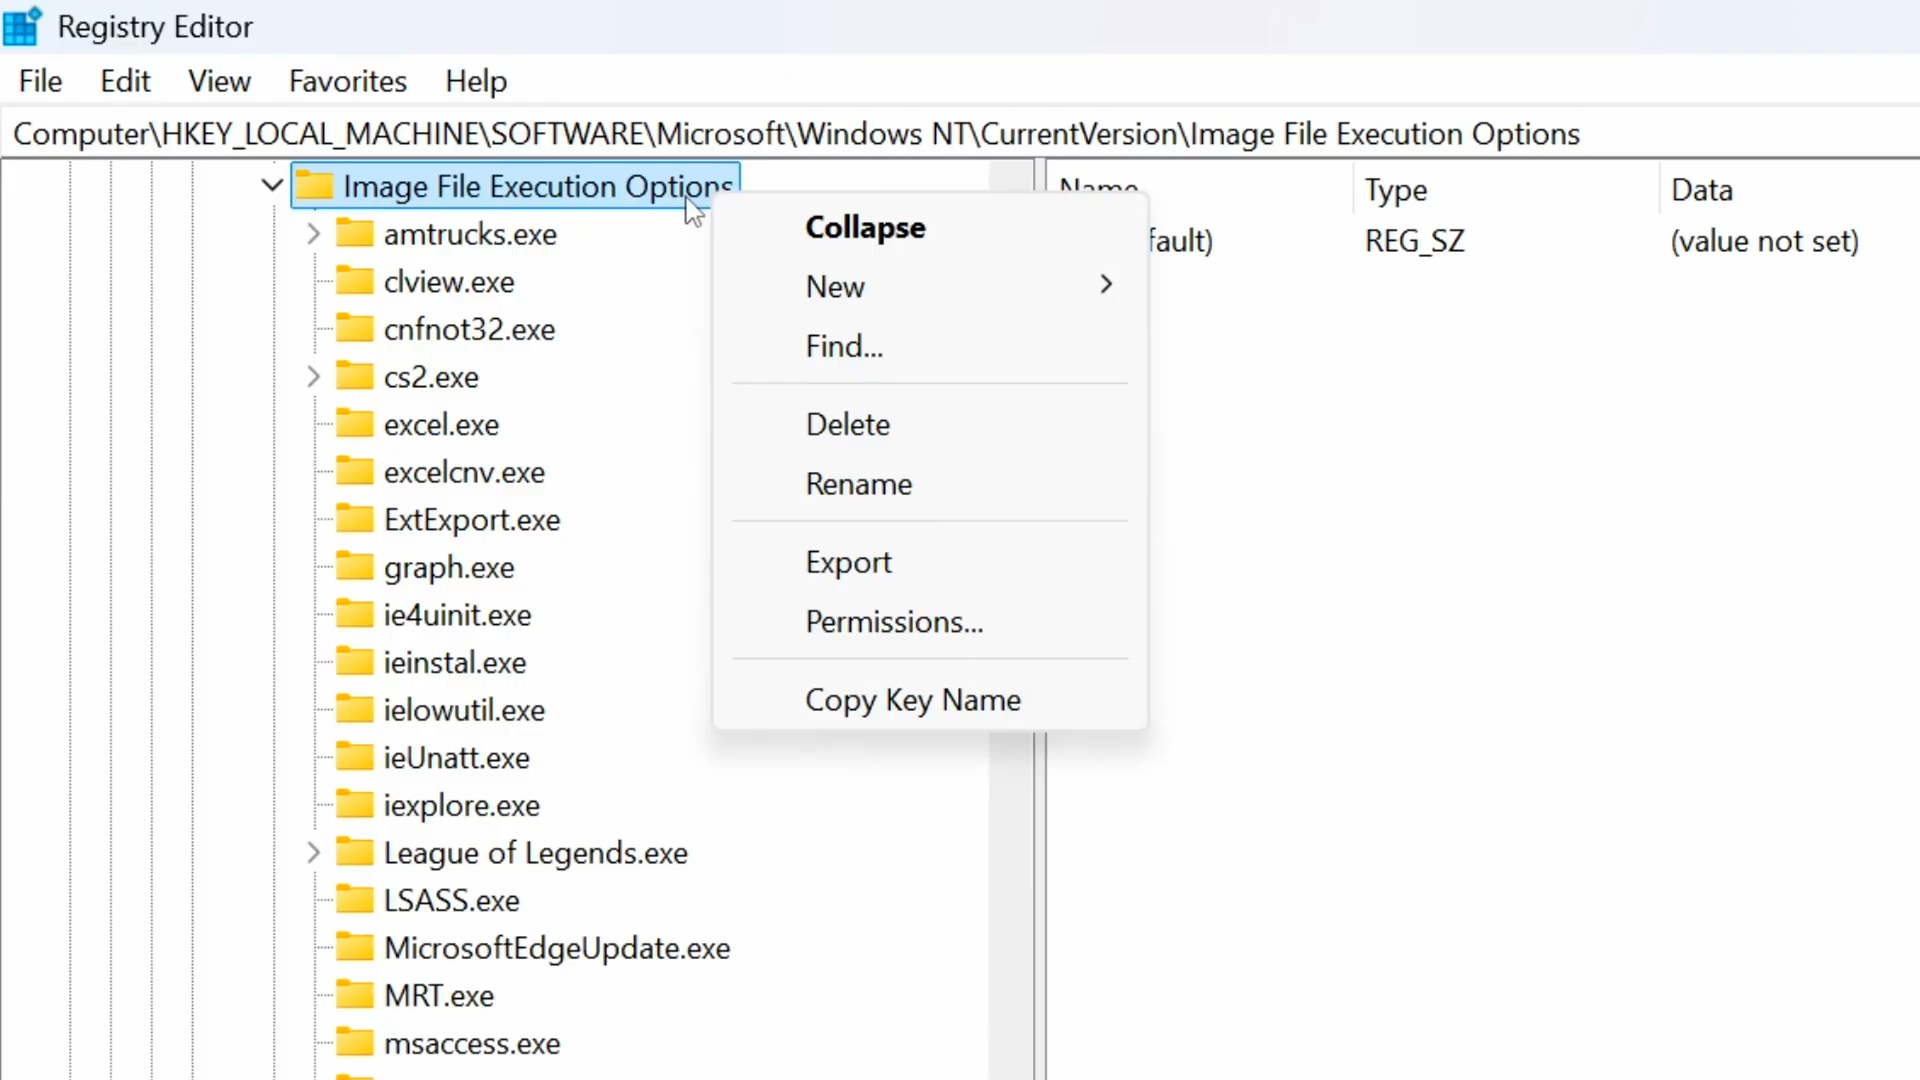 Registry Editor
File Edit View Favorites Help
Computer\HKEY_LOCAL_MACHINE\SOFTWARE\Microsoft\Windows NT\CurrentVersion\Image File Execution Options
Image File Execution Options
amtrucks.exe
clview.exe
cnfnot32.exe
cs2.exe
excel.exe
excelcnv.exe
ExtExport.exe
graph.exe
ie4uinit.exe
ieinstal.exe
ielowutil.exe
ieUnatt.exe
iexplore.exe
League of Legends.exe
LSASS.exe
MicrosoftEdgeUpdate.exe
MRT.exe
msaccess.exe
Collapse
New
Find...
Delete
Rename
Export
Permissions...
Copy Key Name
Name Type Data
fault) REG_SZ (value not set)